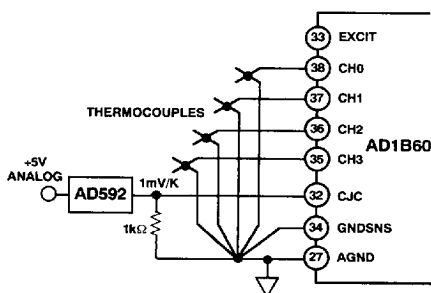 33 EXCIT
38 CH0
37 CH1
THERMOCOUPLES
36 CH2
AD1B60
35 CH3
+5V
ANALOG
AD592
1mV/K
32 CJC
1kΩ
34 GNDSNS
27 AGND